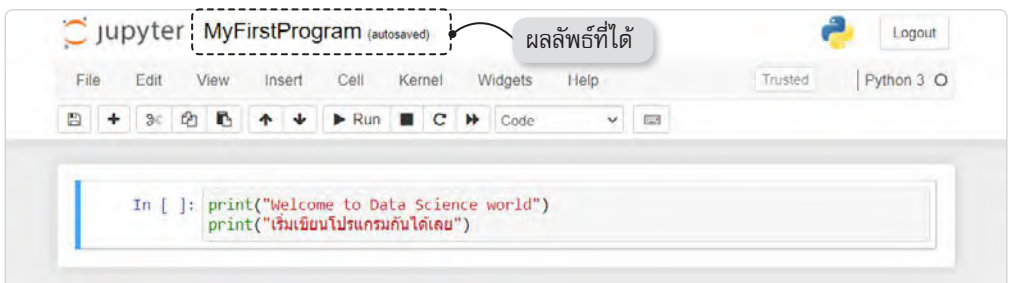 jupyter MyFirstProgram (autosaved) ผลลัพธ์ที่ได้ Logout
File Edit View Insert Cell Kernel Widgets Help Trusted Python 3
Run Code
In [ ]: print("Welcome to Data Science world")
print("เริ่มเขียนโปรแกรมกันได้เลย")